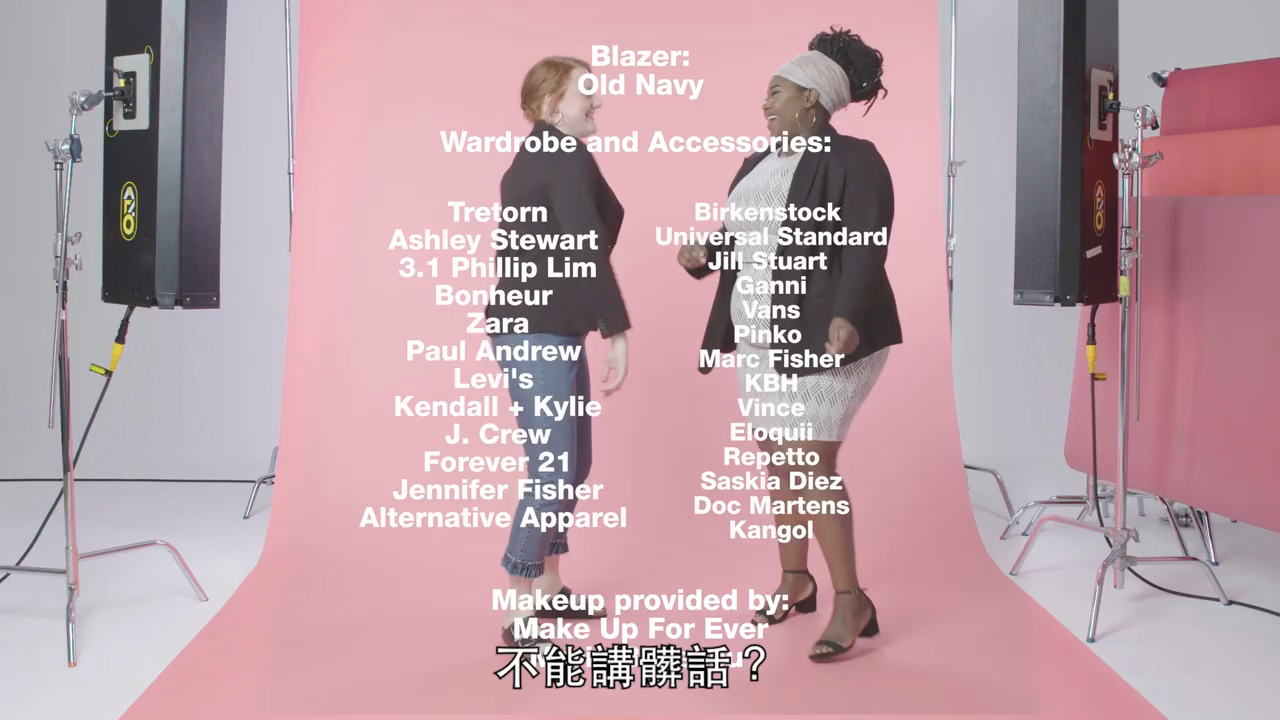 Blazer:
Old Navy
Wardrobe and Accessories:
Tretorn
Ashley Stewart
3.1 Phillip Lim
Bonheur
Zara
Paul Andrew
Levi's
Kendall + Kylie
J. Crew
Forever 21
Jennifer Fisher
Alternative Apparel
Birkenstock
Universal Standard
Jill Stuart
Ganni
Vans
Pinko
Marc Fisher
KBH
Vince
Eloquii
Repetto
Saskia Diez
Doc Martens
Kangol
Makeup provided by:
Make Up For Ever
不能講髒話？